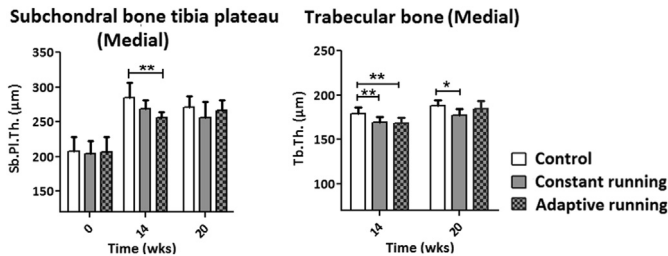 Subchondral bone tibia plateau
(Medial)
350
300
250
200
150
Sb.Pl.Th. (µm)
**
0
14
20
Time (wks)
Trabecular bone (Medial)
250
200
150
100
Tb.Th. (µm)
**
**
*
14
20
Time (wks)
Control
Constant running
Adaptive running